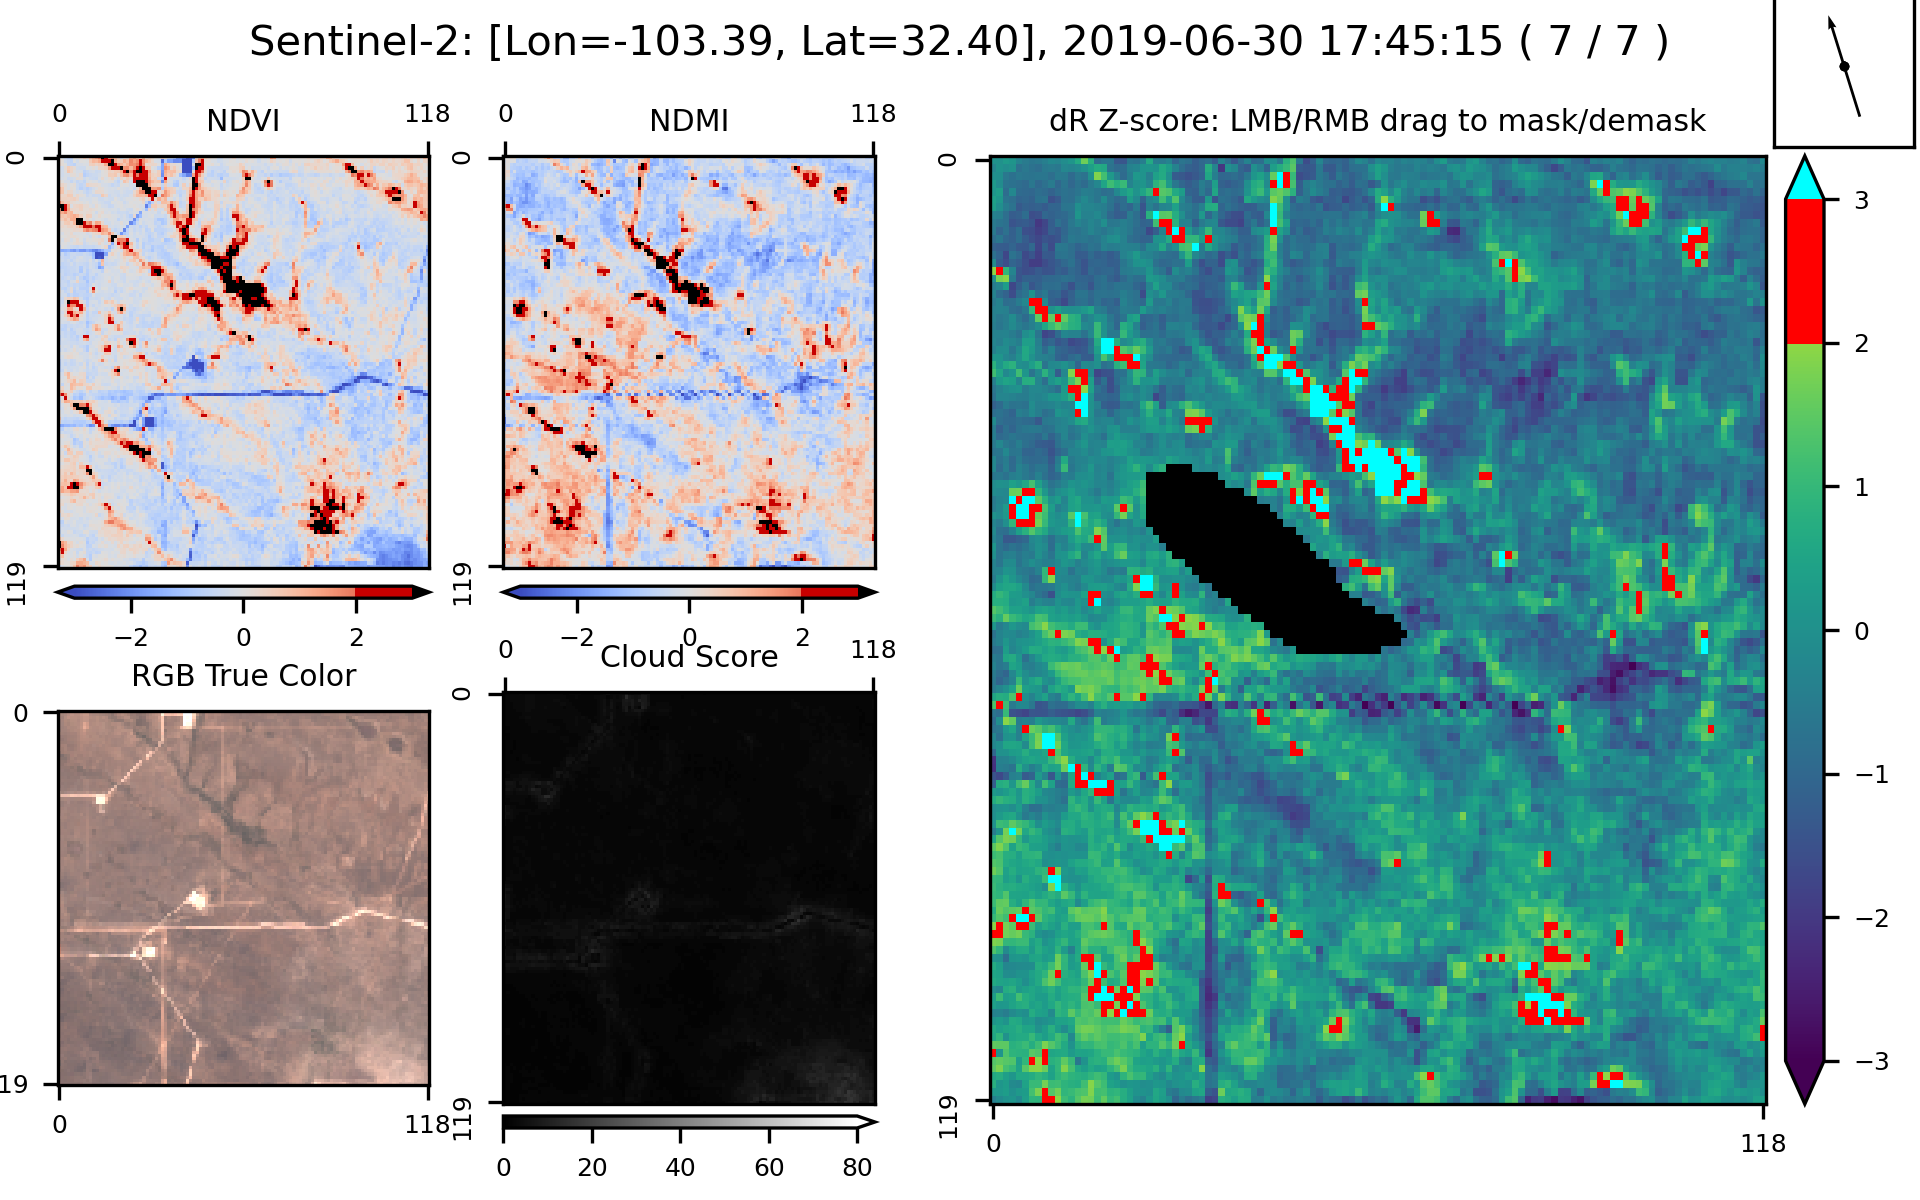 Sentinel-2: [Lon=-103.39, Lat=32.40], 2019-06-30 17:45:15 ( 7 / 7 )
0 118
NDVI
0
119
−2 0 2
0 118
NDMI
0
119
−2 0 2
dR Z-score: LMB/RMB drag to mask/demask
0
119
0 118
3
2
1
0
−1
−2
−3
RGB True Color
0
19
0 118
0 118
Cloud Score
0
119
0 20 40 60 80